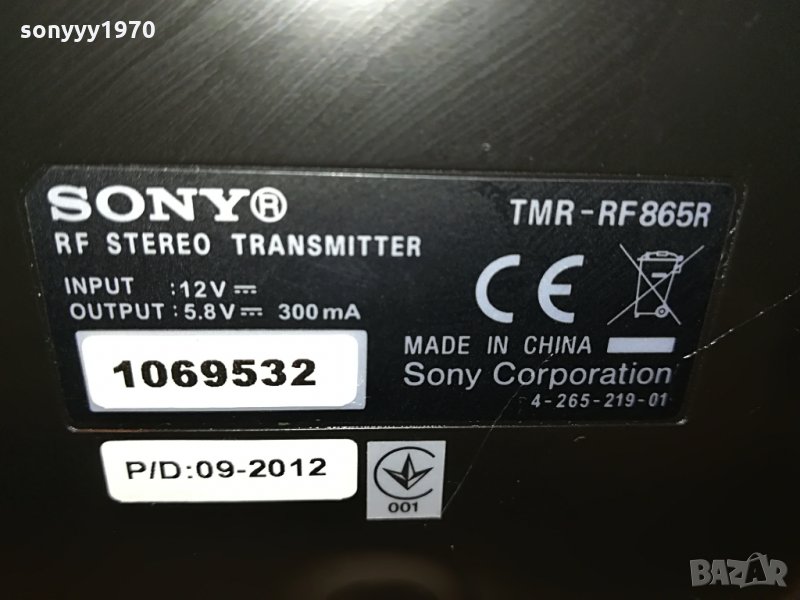 sonyyy1970
SONY®
TMR-RF865R
RF STEREO TRANSMITTER
INPUT :12V
OUTPUT :5.8V 300mA
CE
1069532
MADE IN CHINA
Sony Corporation
4-265-219-01
P/D:09-2012
001
BAZAR